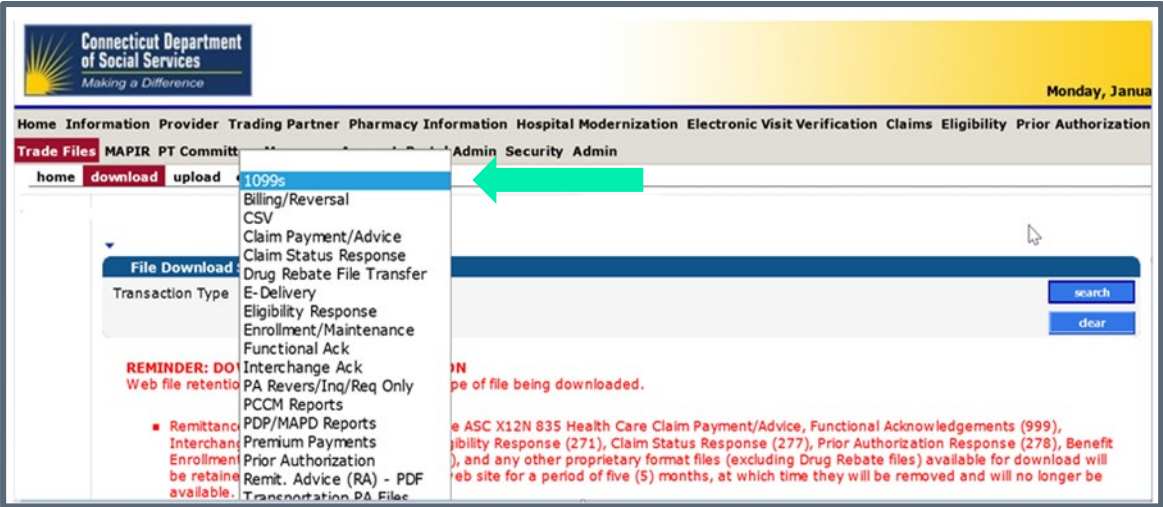 Connecticut Department
of Social Services
Making a Difference
Monday, Janua
Home Information Provider Trading Partner Pharmacy Information Hospital Modernization Electronic Visit Verification Claims Eligibility Prior Authorization
Trade Files MAPIR PT Committ Admin Security Admin
home download upload
1099s
Billing/Reversal
CSV
Claim Payment/Advice
Claim Status Response
Drug Rebate File Transfer
E-Delivery
Eligibility Response
Enrollment/Maintenance
Functional Ack
Interchange Ack
PA Revers/Inq/Req Only
PCCM Reports
PDP/MAPD Reports
Premium Payments
Prior Authorization
Remit. Advice (RA) - PDF
Transportation PA Files
File Download
Transaction Type
search
clear
REMINDER: DO ON
Web file retentio pe of file being downloaded.
Remittanc e ASC X12N 835 Health Care Claim Payment/Advice, Functional Acknowledgements (999),
Interchan gibility Response (271), Claim Status Response (277), Prior Authorization Response (278), Benefit
Enrollment ), and any other proprietary format files (excluding Drug Rebate files) available for download will
be retaine eb site for a period of five (5) months, at which time they will be removed and will no longer be
available.